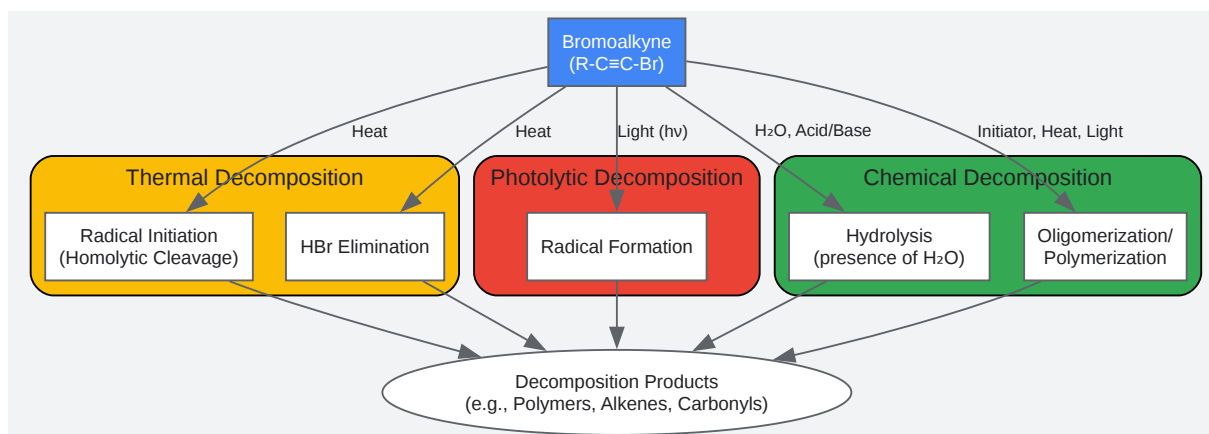 Bromoalkyne
(R-C≡C-Br)
Heat
Heat
Light (hν)
H₂O, Acid/Base
Initiator, Heat, Light
Thermal Decomposition
Photolytic Decomposition
Chemical Decomposition
Radical Initiation
(Homolytic Cleavage)
HBr Elimination
Radical Formation
Hydrolysis
(presence of H₂O)
Oligomerization/
Polymerization
Decomposition Products
(e.g., Polymers, Alkenes, Carbonyls)